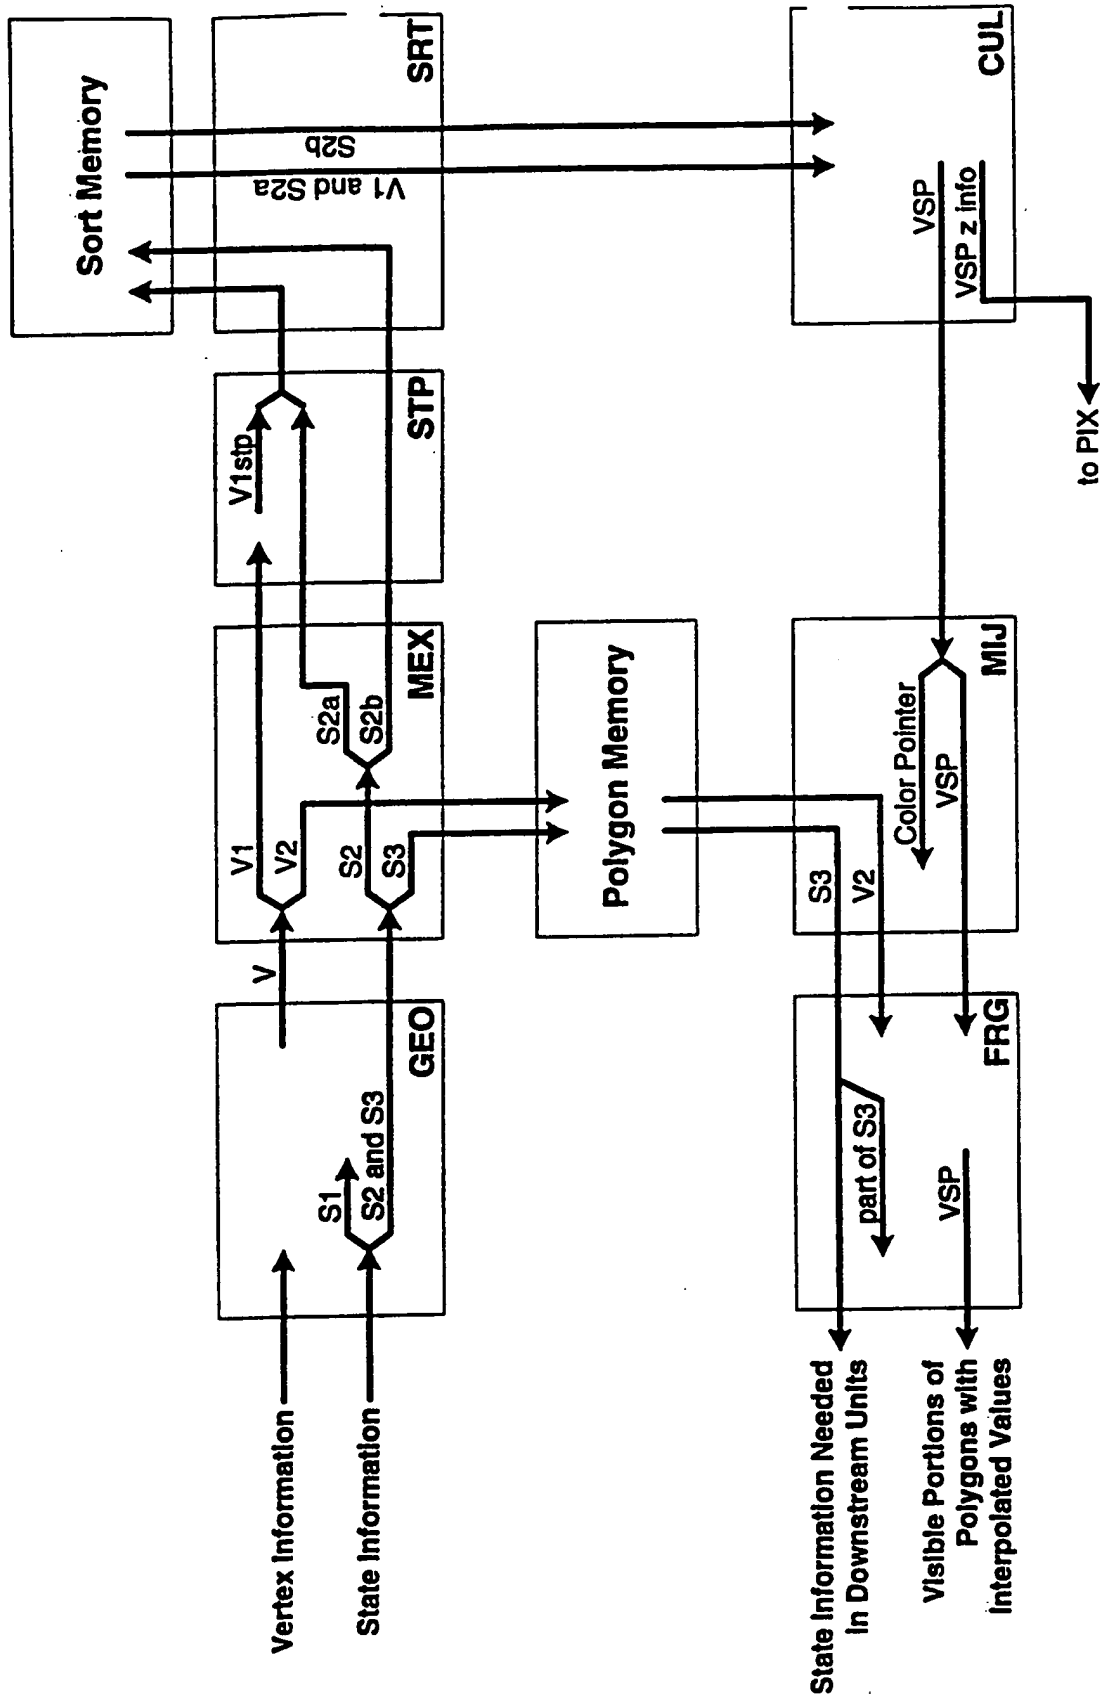 Vertex Information
State Information
S1
S2 and S3
GEO
V
V1
V2
S2
S3
S2a
S2b
MEX
V1stp
STP
Sort Memory
V1 and S2a
S2b
SRT
Polygon Memory
State Information Needed
in Downstream Units
Visible Portions of
Polygons with
Interpolated Values
part of S3
VSP
FRG
S3
V2
Color Pointer
VSP
MIJ
VSP
VSP z info
CUL
to PIX